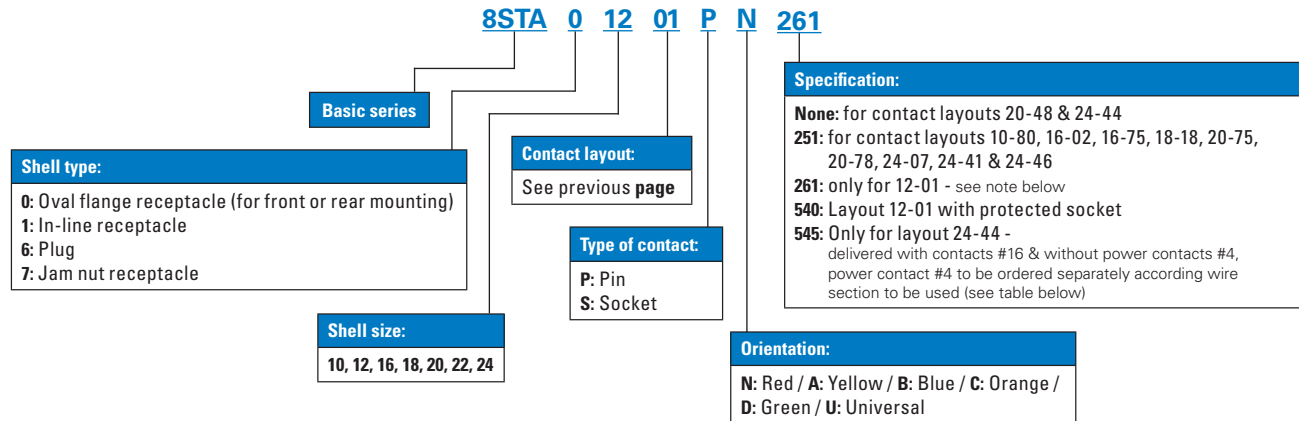 8STA 0 12 01 P N 261
Basic series
Shell type:
0: Oval flange receptacle (for front or rear mounting)
1: In-line receptacle
6: Plug
7: Jam nut receptacle
Shell size:
10, 12, 16, 18, 20, 22, 24
Contact layout:
See previous page
Type of contact:
P: Pin
S: Socket
Orientation:
N: Red / A: Yellow / B: Blue / C: Orange /
D: Green / U: Universal
Specification:
None: for contact layouts 20-48 & 24-44
251: for contact layouts 10-80, 16-02, 16-75, 18-18, 20-75,
20-78, 24-07, 24-41 & 24-46
261: only for 12-01 - see note below
540: Layout 12-01 with protected socket
545: Only for layout 24-44 -
delivered with contacts #16 & without power contacts #4,
power contact #4 to be ordered separately according wire
section to be used (see table below)